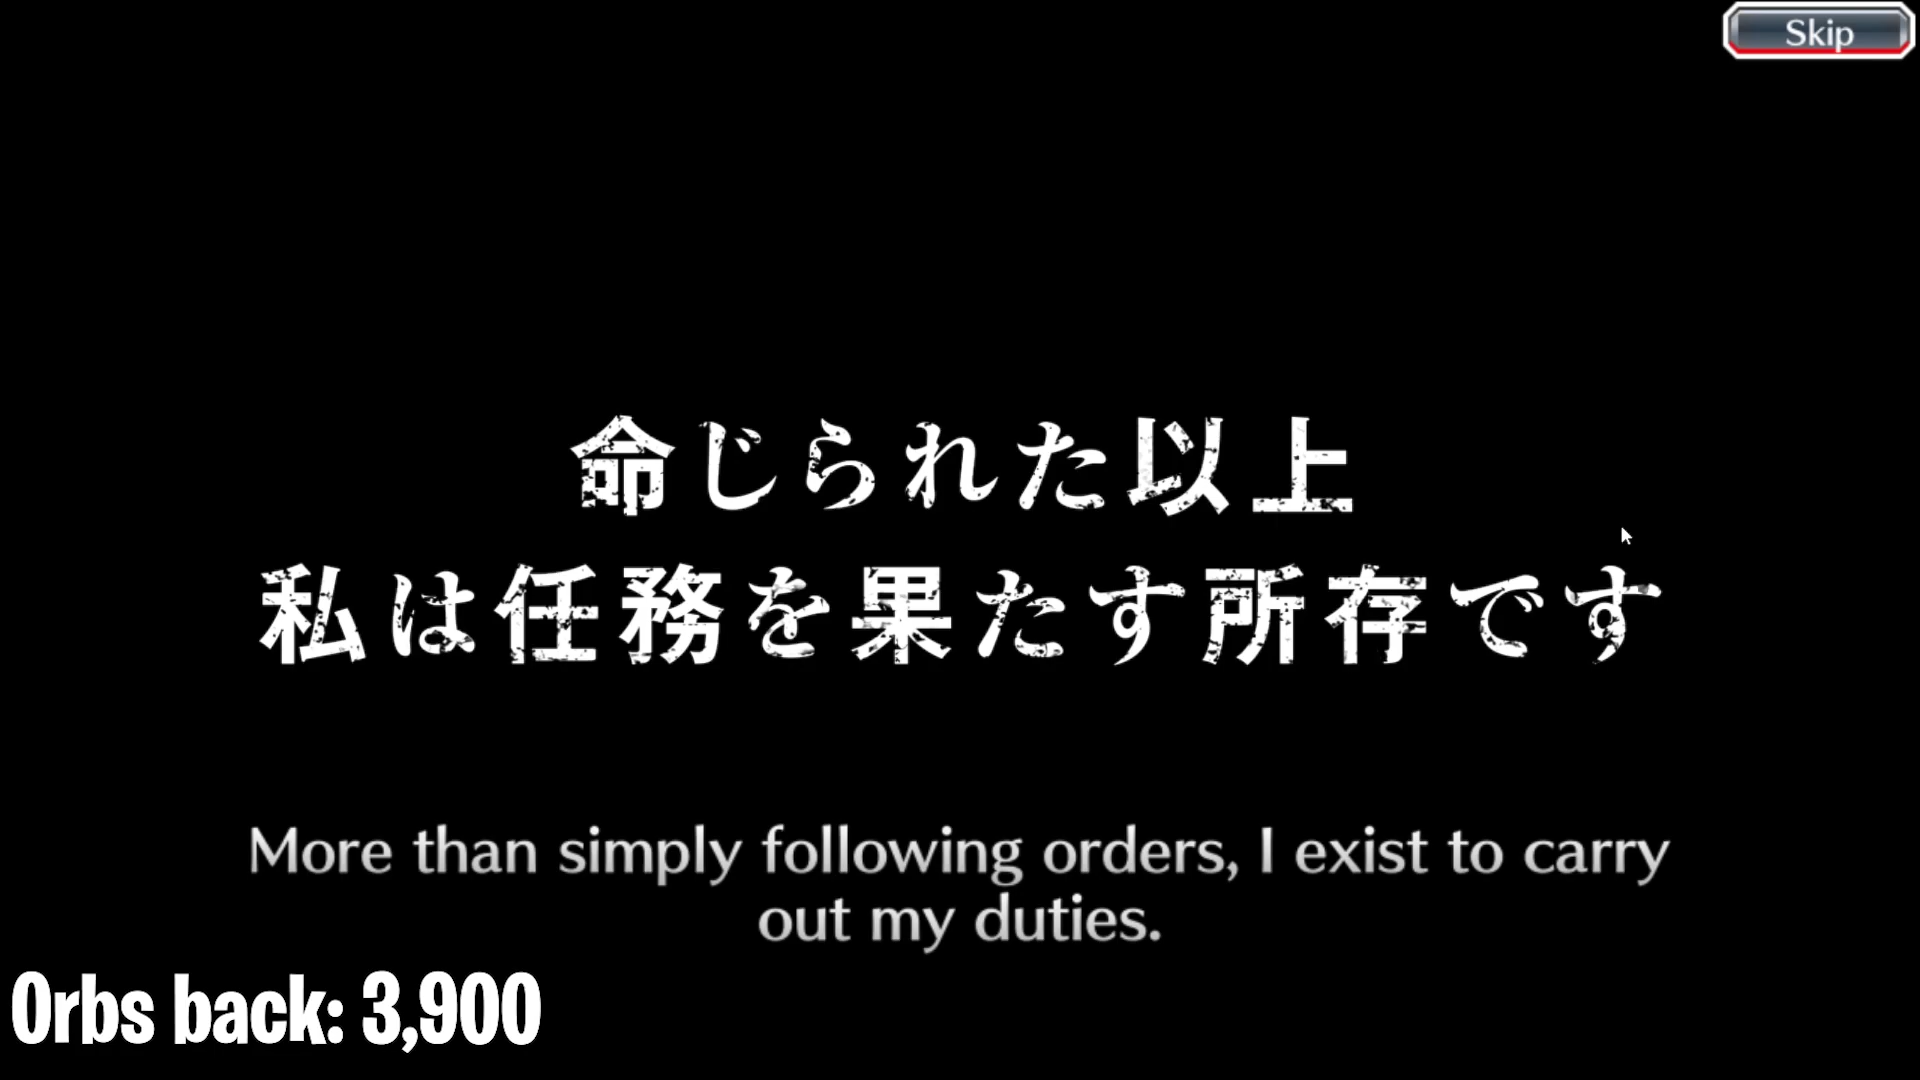 Skip
命じられた以上
私は任務を果たす所存です
More than simply following orders, I exist to carry
out my duties.
Orbs back: 3,900